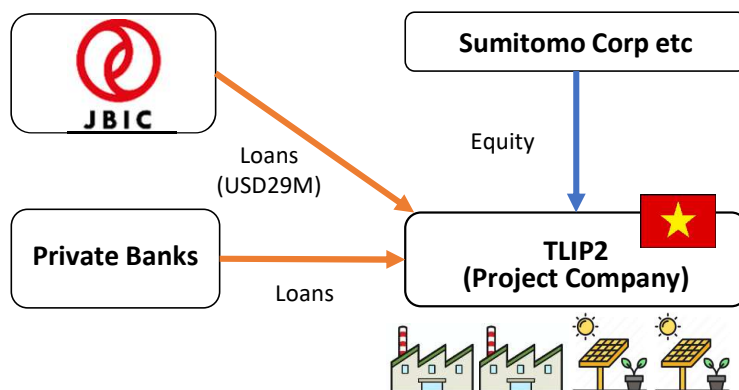 JBIC
Sumitomo Corp etc
Loans
(USD29M)
Equity
Private Banks
Loans
TLIP2
(Project Company)